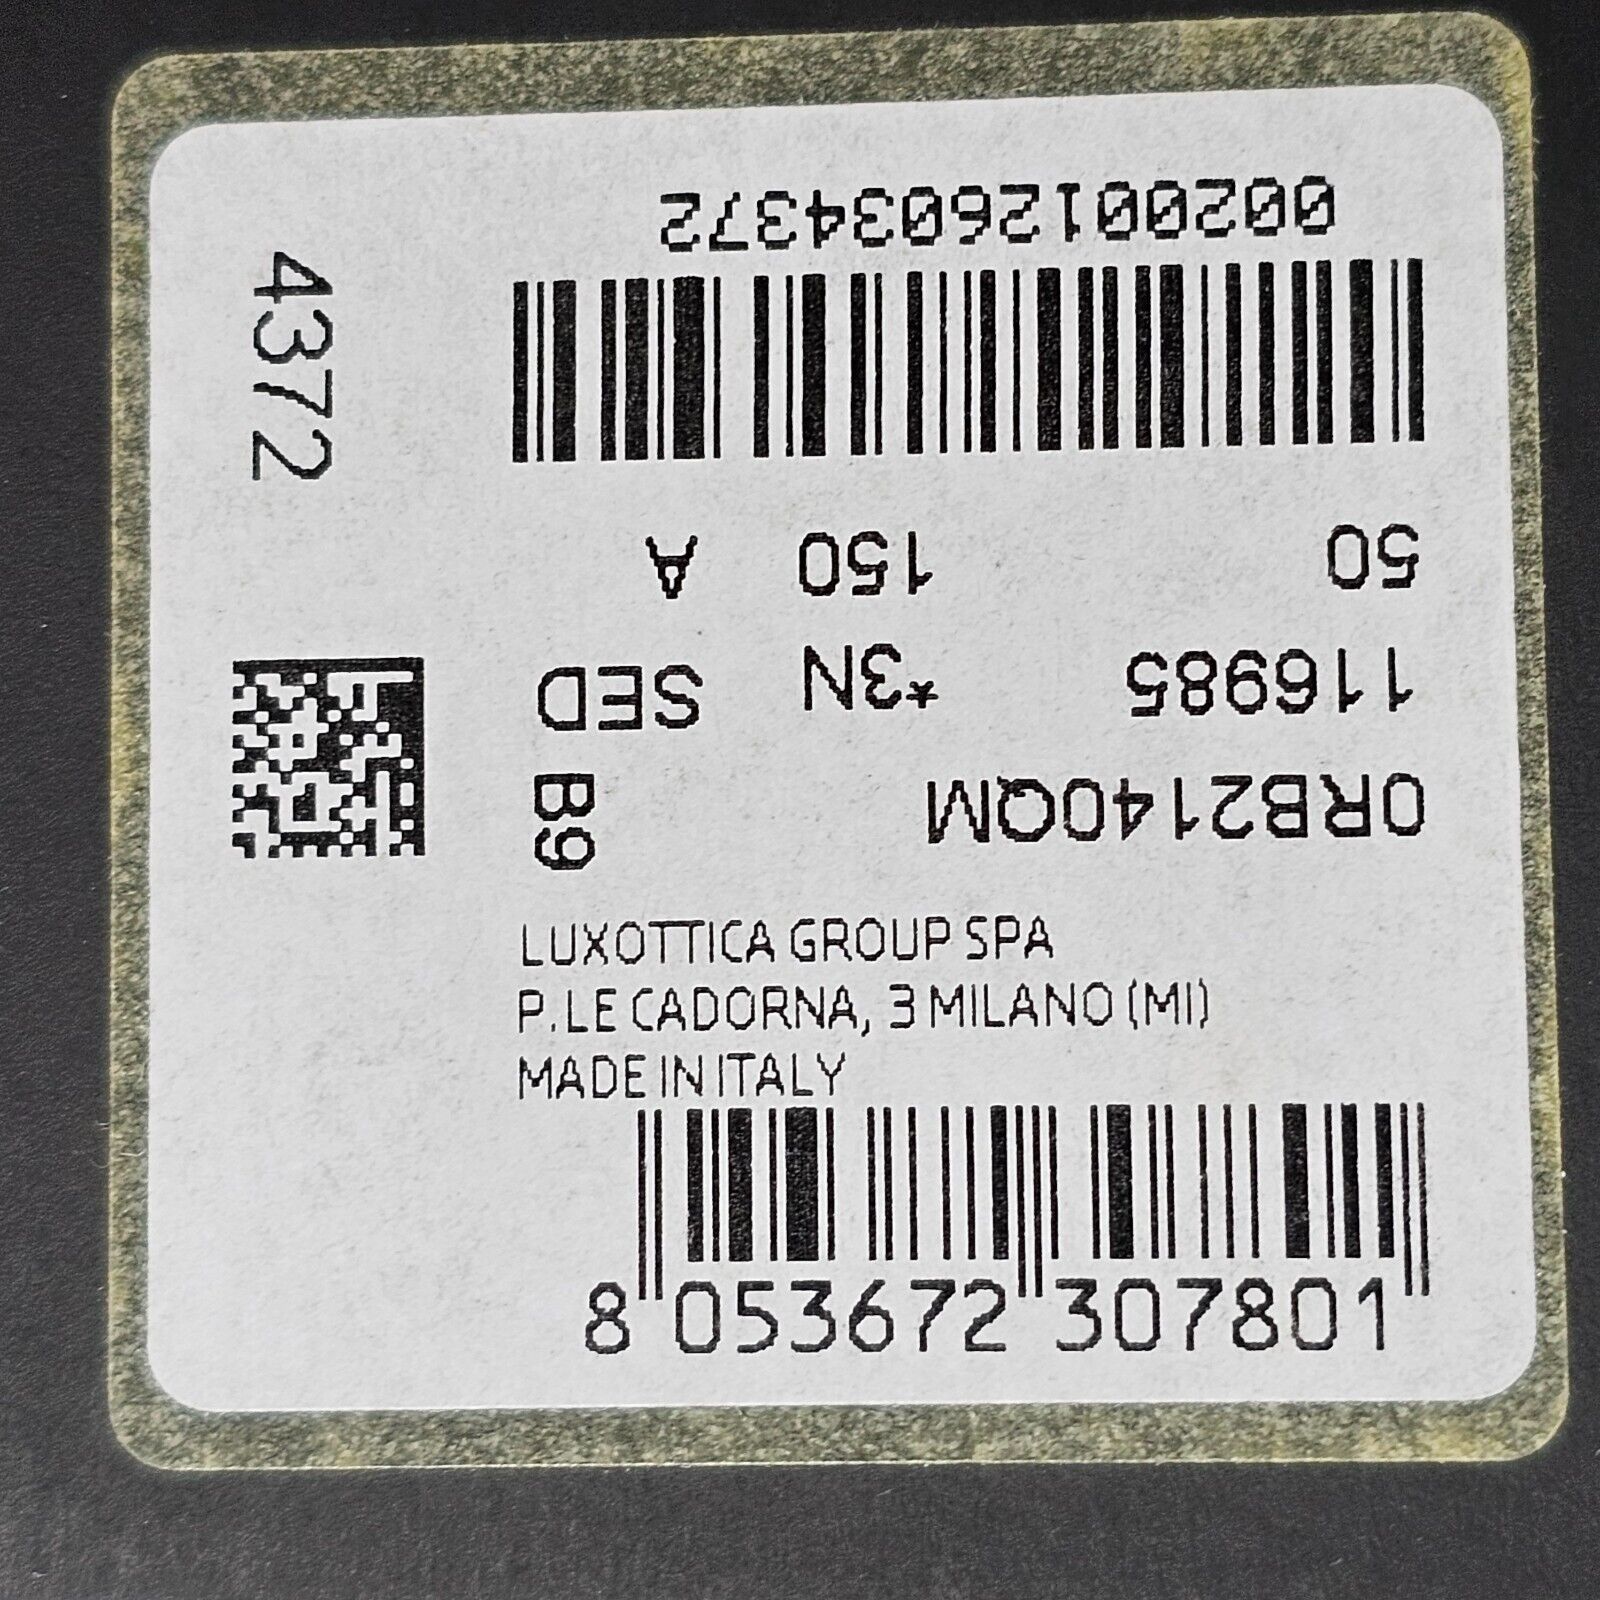 0RB2140QM B9
116985 *3N SED
50 150 A
00200126034372
4372
LUXOTTICA GROUP SPA
P.LE CADORNA, 3 MILANO (MI)
MADE IN ITALY
8 053672 307801